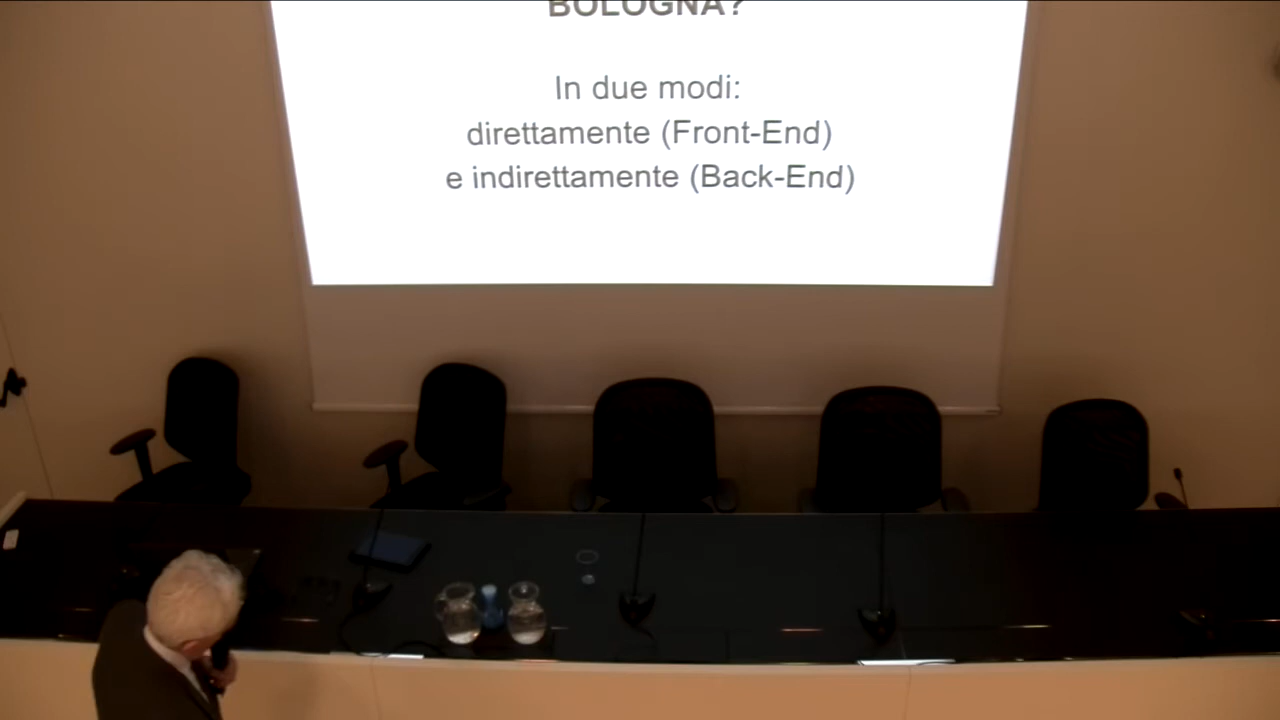 BOLOGNA?
In due modi:
direttamente (Front-End)
e indirettamente (Back-End)